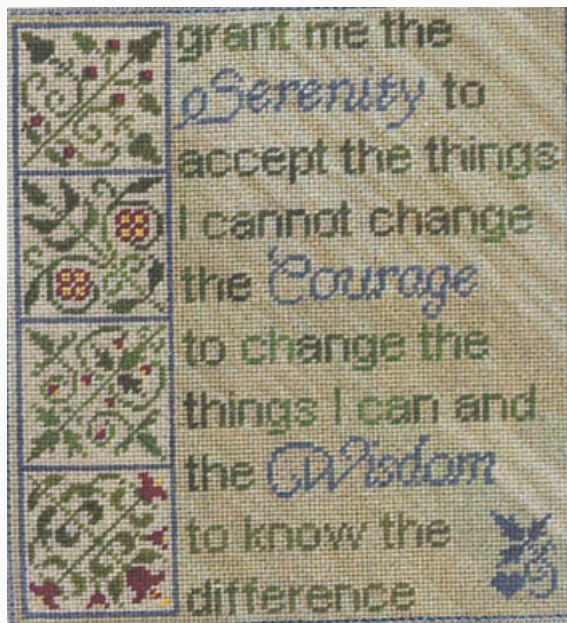 grant me the
Serenity to
accept the things
I cannot change
the Courage
to change the
things I can and
the Wisdom
to know the
difference